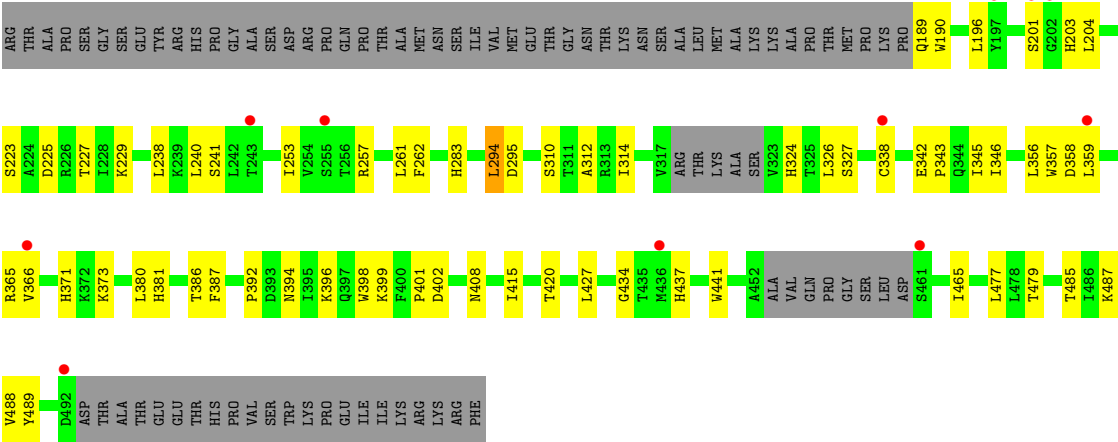 ARG THR ALA PRO SER GLY SER GLU TYR ARG HIS PRO GLY ALA SER ASP ARG PRO GLN PRO THR ALA MET ASN SER ILE VAL MET GLU THR GLY ASN THR LYS ASN SER ALA LEU MET ALA LYS LYS ALA PRO THR MET PRO LYS PRO Q189 W190 L196 Y197 S201 G202 H203 L204
S223 A224 D225 R226 T227 I228 K229 L238 K239 L240 S241 L242 T243 I253 V254 S255 T256 R257 L261 F262 H283 L294 D295 S310 T311 A312 R313 I314 V317 ARG THR LYS ALA SER V323 H324 T325 L326 S327 C338 E342 P343 Q344 I345 I346 L356 W357 D358 L359
R365 V366 H371 K372 K373 L380 H381 T386 F387 P392 D393 N394 I395 K396 Q397 W398 K399 F400 P401 D402 N408 I415 T420 L427 G434 T435 M436 H437 W441 A452 ALA VAL GLN PRO GLY SER LEU ASP S461 I465 L477 L478 T479 T485 I486 K487
V488 Y489 D492 ASP THR ALA THR GLU GLU THR HIS PRO VAL SER TRP LYS PRO GLU ILE ILE LYS ARG LYS ARG PHE